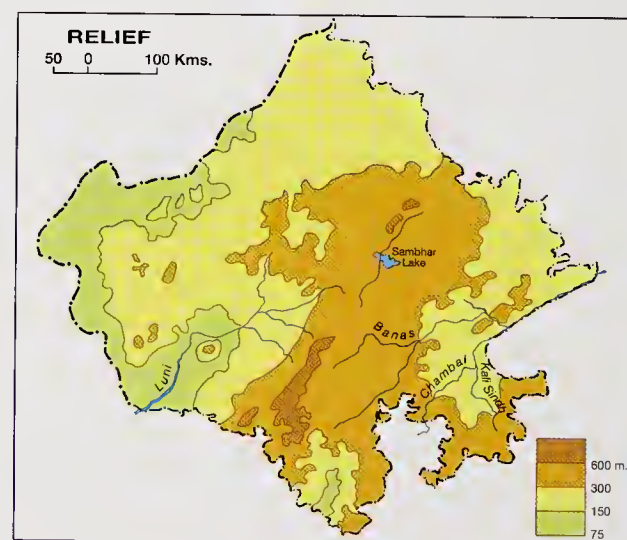 RELIEF
50 0 100 Kms.
Sambhar
Lake
Banas
Luni
Chambal
Kali Sindh
600 m.
300
150
75